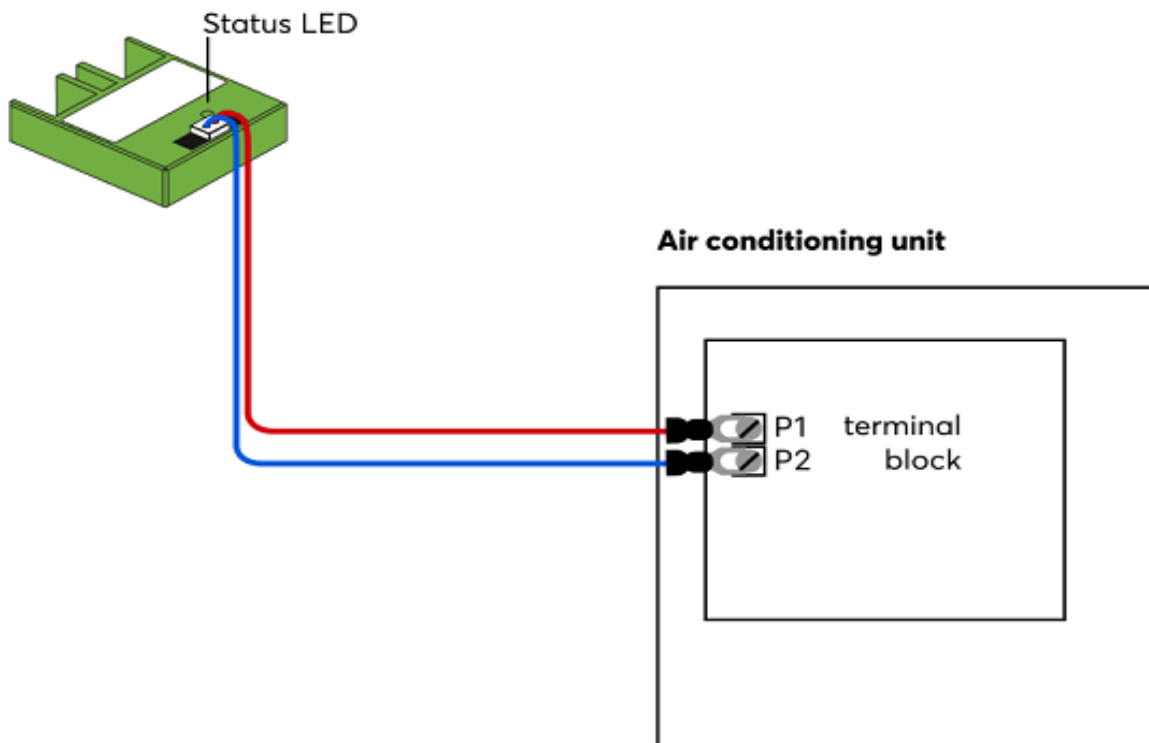 Status LED
Air conditioning unit
P1 terminal
P2 block